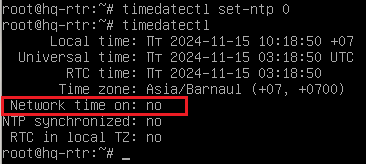 root@hq-rtr:~# timedatectl set-ntp 0
root@hq-rtr:~# timedatectl
Local time: Пт 2024-11-15 10:18:50 +07
Universal time: Пт 2024-11-15 03:18:50 UTC
RTC time: Пт 2024-11-15 03:18:50
Time zone: Asia/Barnaul (+07, +0700)
Network time on: no
NTP synchronized: no
RTC in local TZ: no
root@hq-rtr:~# _